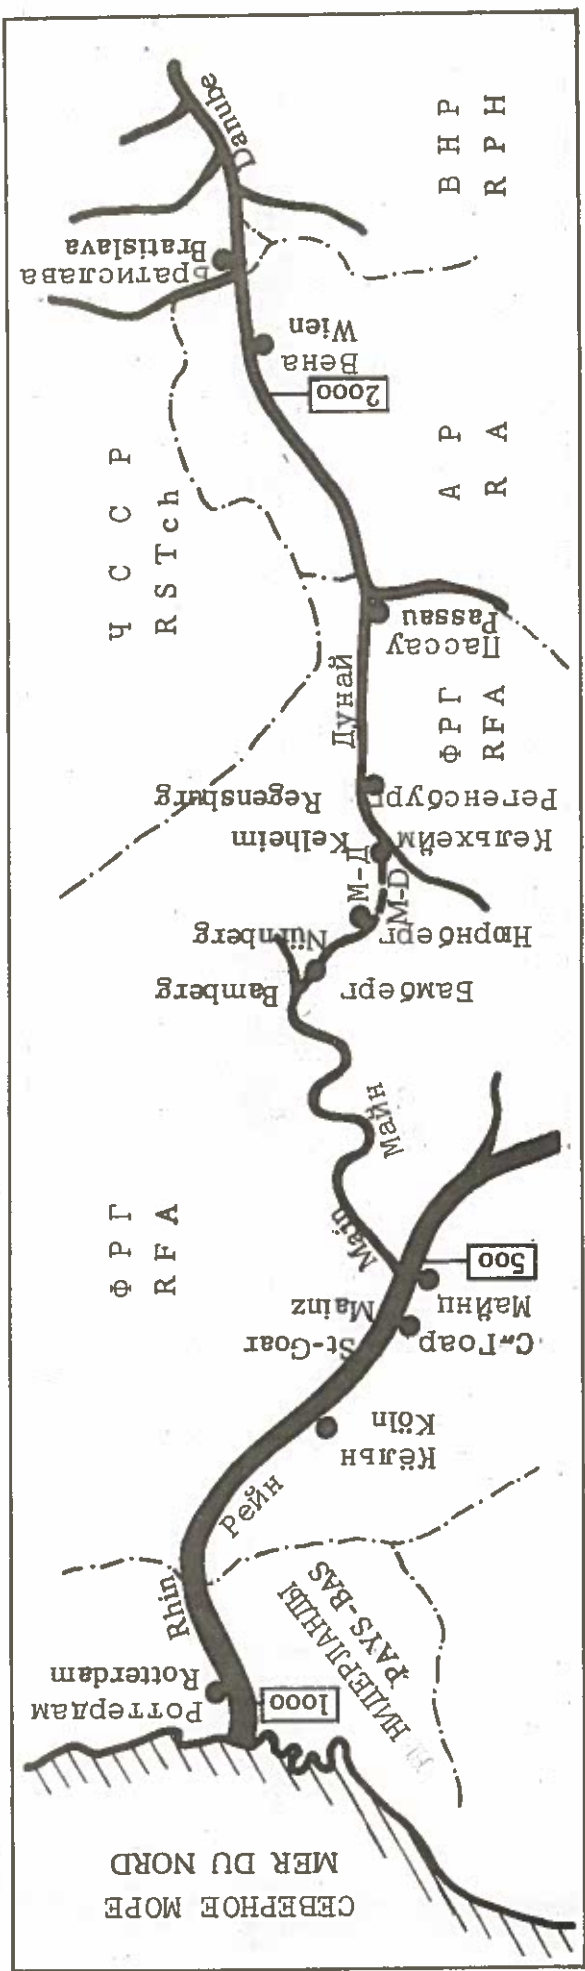 СЕВЕРНОЕ МОРЕ
MER DU NORD
1000
Роттердам
Rotterdam
НИДЕРЛАНДЫ
PAYS-BAS
Rhin
Рейн
Кёльн
Köln
Гоар
St-Goar
Майнц
Mainz
500
ФРГ
RFA
Main
Майн
Бамберг
Bamberg
Нюрнберг
Nürnberg
М-Д
M-D
Кельхейм
Kelheim
Регенсбург
Regensburg
ФРГ
RFA
Дунай
Пассау
Passau
ЧССР
RSTch
АР
RA
2000
Вена
Wien
Братислава
Bratislava
ВНР
RPH
Danube